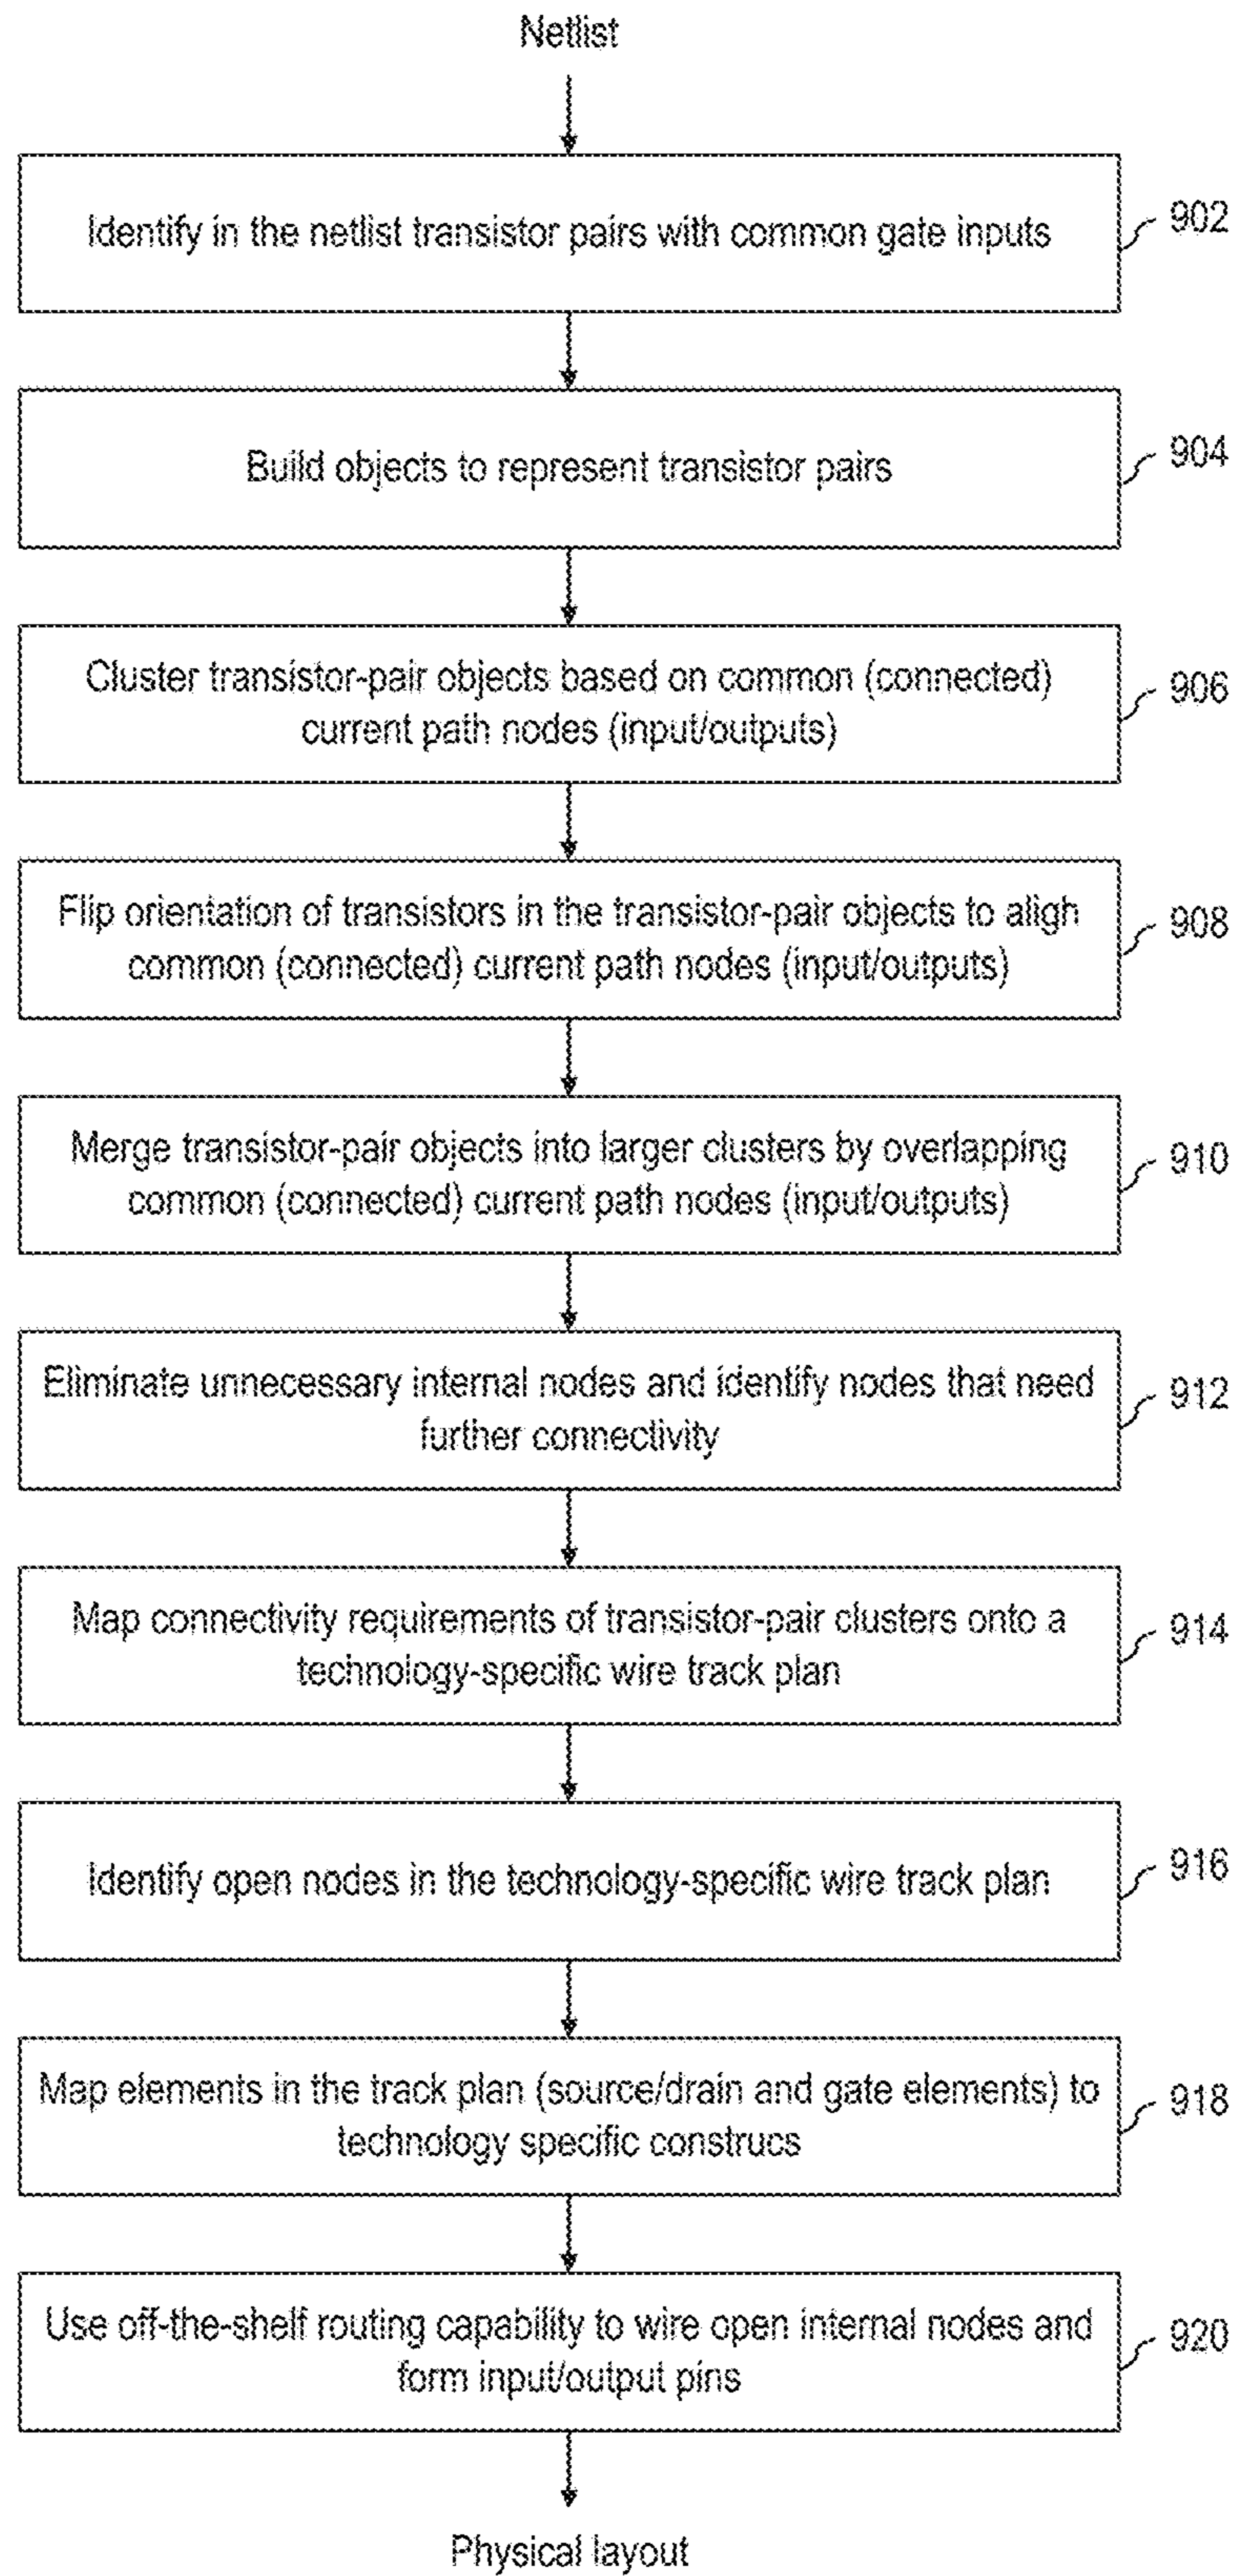 Netlist
Identify in the netlist transistor pairs with common gate inputs
902
Build objects to represent transistor pairs
904
Cluster transistor-pair objects based on common (connected)
current path nodes (input/outputs)
906
Flip orientation of transistors in the transistor-pair objects to aligh
common (connected) current path nodes (input/outputs)
908
Merge transistor-pair objects into larger clusters by overlapping
common (connected) current path nodes (input/outputs)
910
Eliminate unnecessary internal nodes and identify nodes that need
further connectivity
912
Map connectivity requirements of transistor-pair clusters onto a
technology-specific wire track plan
914
Identify open nodes in the technology-specific wire track plan
916
Map elements in the track plan (source/drain and gate elements) to
technology specific construcs
918
Use off-the-shelf routing capability to wire open internal nodes and
form input/output pins
920
Physical layout